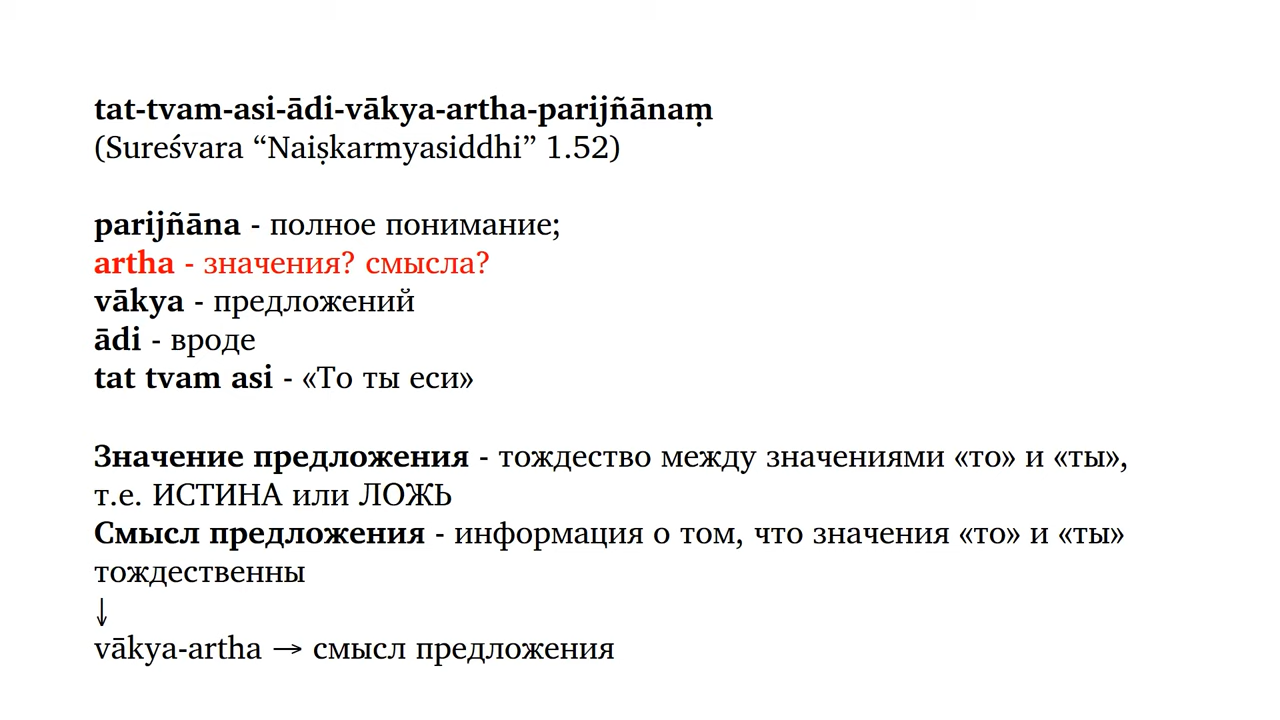 tat-tvam-asi-ādi-vākya-artha-parijñānaṃ
(Sureśvara “Naiṣkarmyasiddhi” 1.52)
parijñāna - полное понимание;
artha - значения? смысла?
vākya - предложений
ādi - вроде
tat tvam asi - «То ты еси»
Значение предложения - тождество между значениями «то» и «ты»,
т.е. ИСТИНА или ЛОЖЬ
Смысл предложения - информация о том, что значения «то» и «ты»
тождественны
↓
vākya-artha → смысл предложения